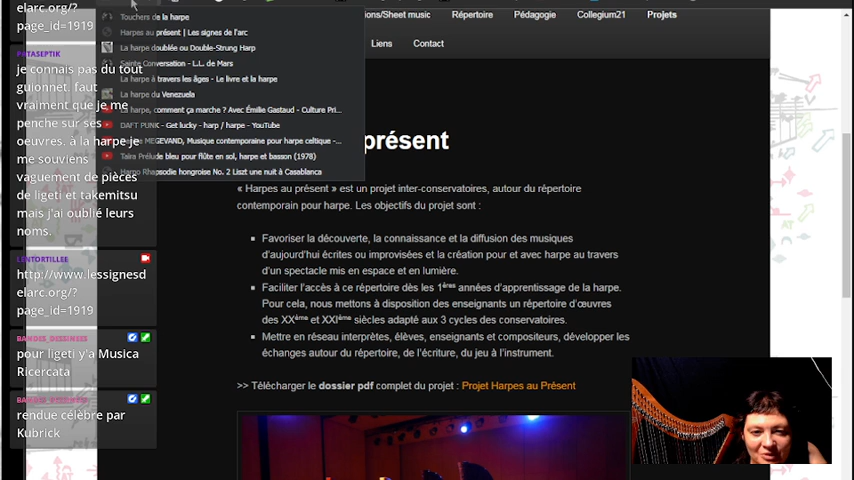 elarc.org/?
page_id=1919
PATASEPTIK
je connais pas du tout
guionnet. faut
vraiment que je me
penche sur ses
oeuvres. à la harpe je
me souviens
vaguement de pièces
de ligeti et takemitsu
mais j'ai oublié leurs
noms.
LENTORTILLEE
http://www.lessignesd
elarc.org/?
page_id=1919
BANDES_DESSINEES
pour ligeti y'a Musica
Ricercata
rendue célèbre par
Kubrick
Touchers de la harpe
Harpes au présent | Les signes de l'arc
La harpe doublée ou Double-Strung Harp
Sainte Conversation - L.L. de Mars
La harpe à travers les âges - Le livre et la harpe
La harpe du Venezuela
La harpe, comment ça marche ? Avec Émilie Gastaud - Culture Pri...
DAFT PUNK - Get lucky - harp / harpe - YouTube
MEGEVAND, Musique contemporaine pour harpe celtique -...
Taïra Prélude bleu pour flûte en sol, harpe et basson (1978)
Harpe Rhapsodie hongroise No. 2 Liszt une nuit à Casablanca
ions/Sheet music
Répertoire
Pédagogie
Collegium21
Projets
Liens
Contact
présent
« Harpes au présent » est un projet inter-conservatoires, autour du répertoire
contemporain pour harpe. Les objectifs du projet sont :
Favoriser la découverte, la connaissance et la diffusion des musiques
d'aujourd'hui écrites ou improvisées et la création pour et avec harpe au travers
d'un spectacle mis en espace et en lumière.
Faciliter l'accès à ce répertoire dès les 1ères années d'apprentissage de la harpe.
Pour cela, nous mettons à disposition des enseignants un répertoire d'œuvres
des XXème et XXIème siècles adapté aux 3 cycles des conservatoires.
Mettre en réseau interprètes, élèves, enseignants et compositeurs, développer les
échanges autour du répertoire, de l'écriture, du jeu à l'instrument.
>> Télécharger le dossier pdf complet du projet : Projet Harpes au Présent